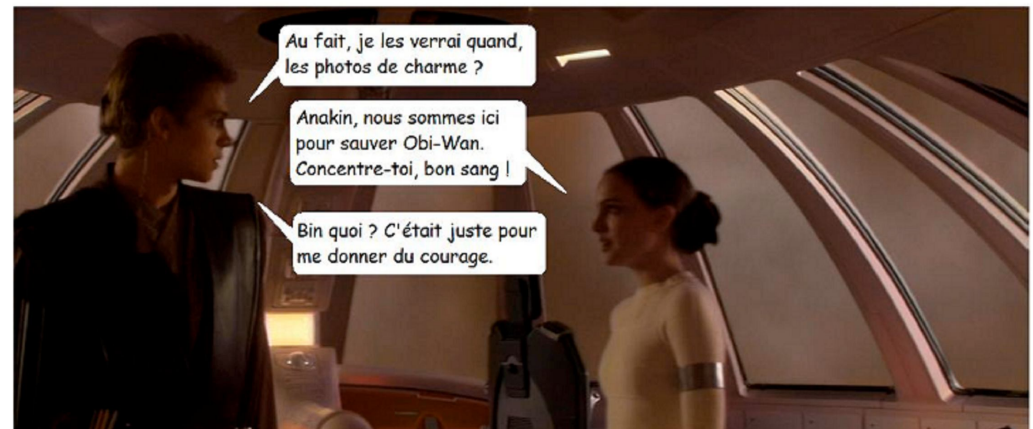 Au fait, je les verrai quand,
les photos de charme ?
Anakin, nous sommes ici
pour sauver Obi-Wan.
Concentre-toi, bon sang !
Bin quoi ? C'était juste pour
me donner du courage.